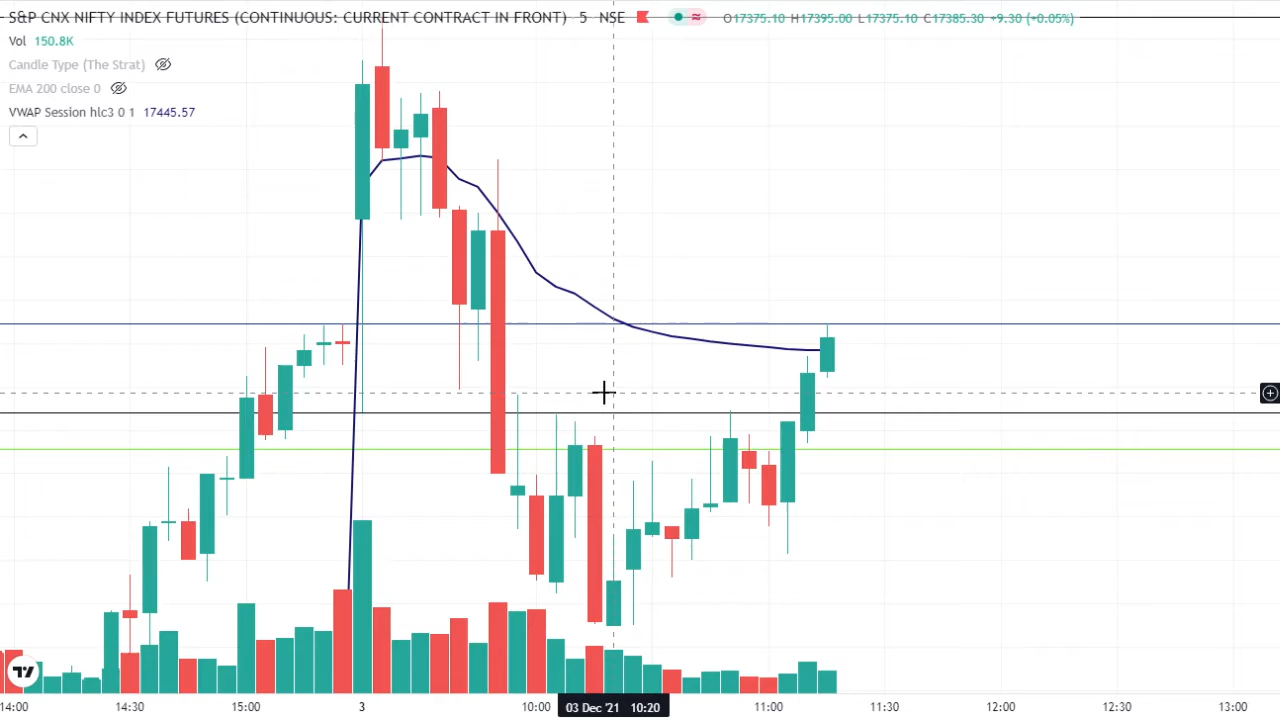 S&P CNX NIFTY INDEX FUTURES (CONTINUOUS: CURRENT CONTRACT IN FRONT) 5 NSE O17375.10 H17395.00 L17375.10 C17385.30 +9.30 (+0.05%)
Vol 150.8K
Candle Type (The Strat)
EMA 200 close 0
VWAP Session hlc3 0 1 17445.57
14:00 14:30 15:00 3 10:00 03 Dec '21 10:20 11:00 11:30 12:00 12:30 13:00